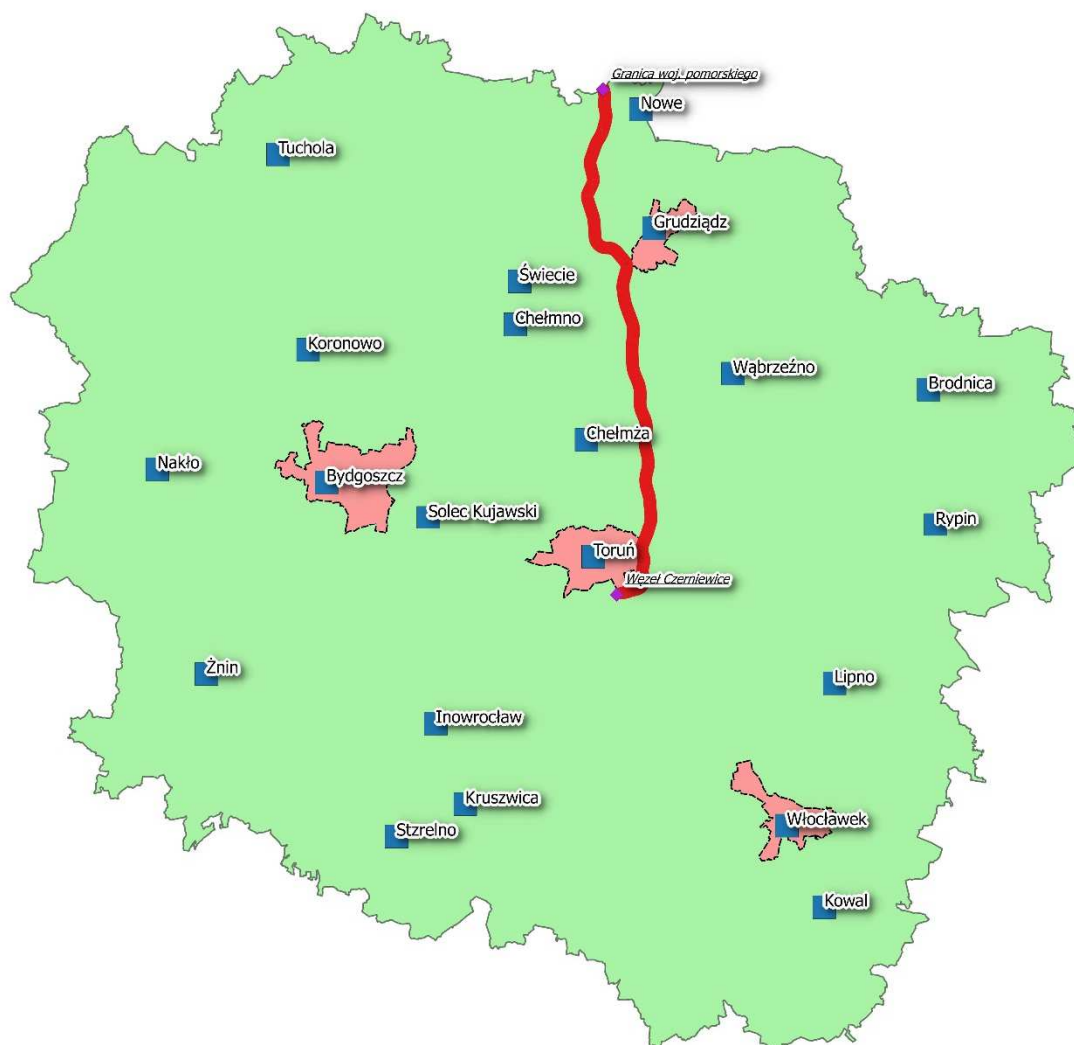 Granica woj. pomorskiego
Nowe
Tuchola
Grudziądz
Świecie
Chełmno
Koronowo
Wąbrzeźno
Brodnica
Chełmża
Nakło
Bydgoszcz
Solec Kujawski
Rypin
Toruń
Węzeł Czerniewice
Żnin
Lipno
Inowrocław
Kruszwica
Włocławek
Stzrelno
Kowal